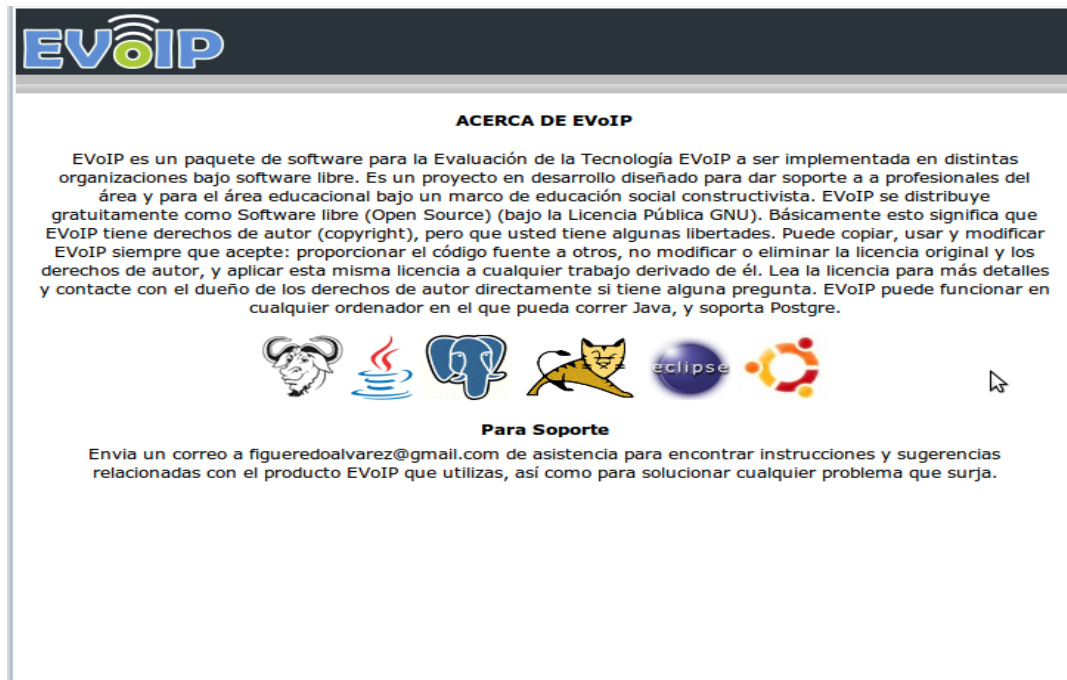 EVoIP
ACERCA DE EVoIP
EVoIP es un paquete de software para la Evaluación de la Tecnología EVoIP a ser implementada en distintas
organizaciones bajo software libre. Es un proyecto en desarrollo diseñado para dar soporte a a profesionales del
área y para el área educacional bajo un marco de educación social constructivista. EVoIP se distribuye
gratuitamente como Software libre (Open Source) (bajo la Licencia Pública GNU). Básicamente esto significa que
EVoIP tiene derechos de autor (copyright), pero que usted tiene algunas libertades. Puede copiar, usar y modificar
EVoIP siempre que acepte: proporcionar el código fuente a otros, no modificar o eliminar la licencia original y los
derechos de autor, y aplicar esta misma licencia a cualquier trabajo derivado de él. Lea la licencia para más detalles
y contacte con el dueño de los derechos de autor directamente si tiene alguna pregunta. EVoIP puede funcionar en
cualquier ordenador en el que pueda correr Java, y soporta Postgre.
eclipse
Para Soporte
Envia un correo a figueredoalvarez@gmail.com de asistencia para encontrar instrucciones y sugerencias
relacionadas con el producto EVoIP que utilizas, así como para solucionar cualquier problema que surja.